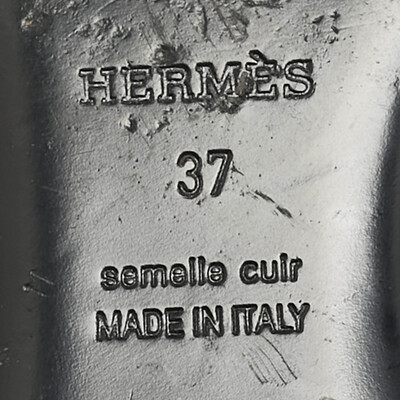 HERMÈS
37
semelle cuir
MADE IN ITALY